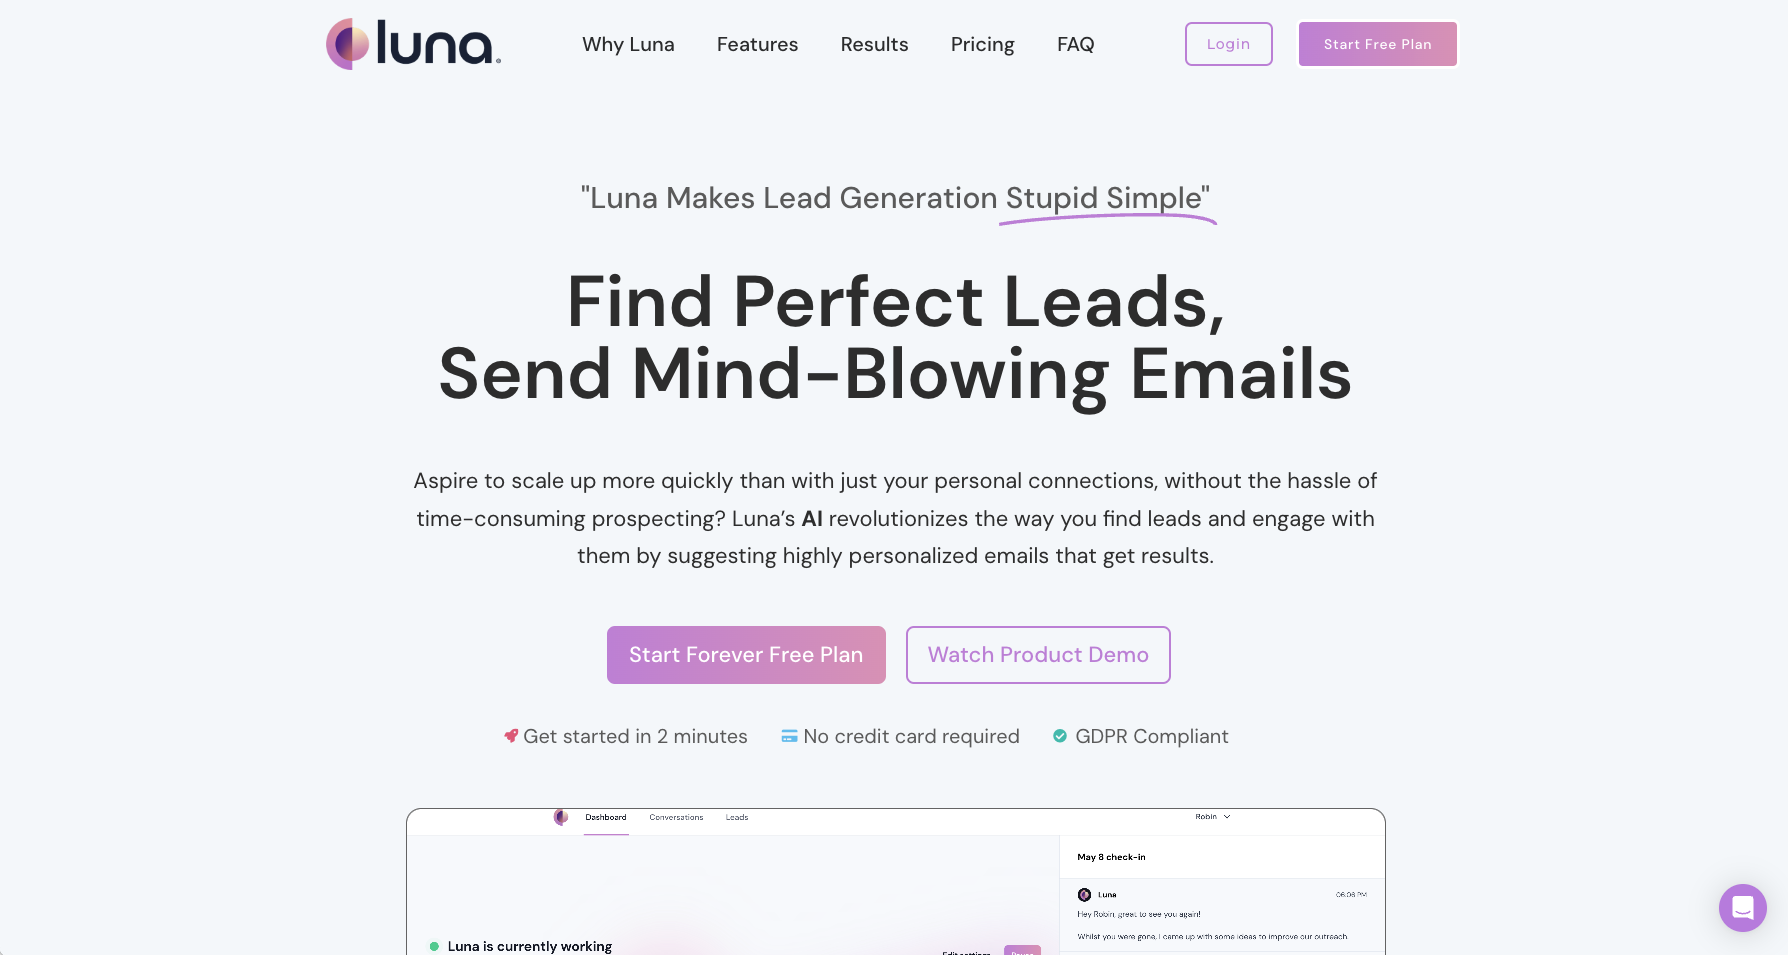 luna®
Why Luna
Features
Results
Pricing
FAQ
Login
Start Free Plan
"Luna Makes Lead Generation Stupid Simple"
Find Perfect Leads,
Send Mind-Blowing Emails
Aspire to scale up more quickly than with just your personal connections, without the hassle of
time-consuming prospecting? Luna’s AI revolutionizes the way you find leads and engage with
them by suggesting highly personalized emails that get results.
Start Forever Free Plan
Watch Product Demo
Get started in 2 minutes
No credit card required
GDPR Compliant
Dashboard
Conversations
Leads
Robin
May 8 check-in
Luna
06:06 PM
Hey Robin, great to see you again!
Whilst you were gone, I came up with some ideas to improve our outreach.
Luna is currently working
Edit settings
Pause